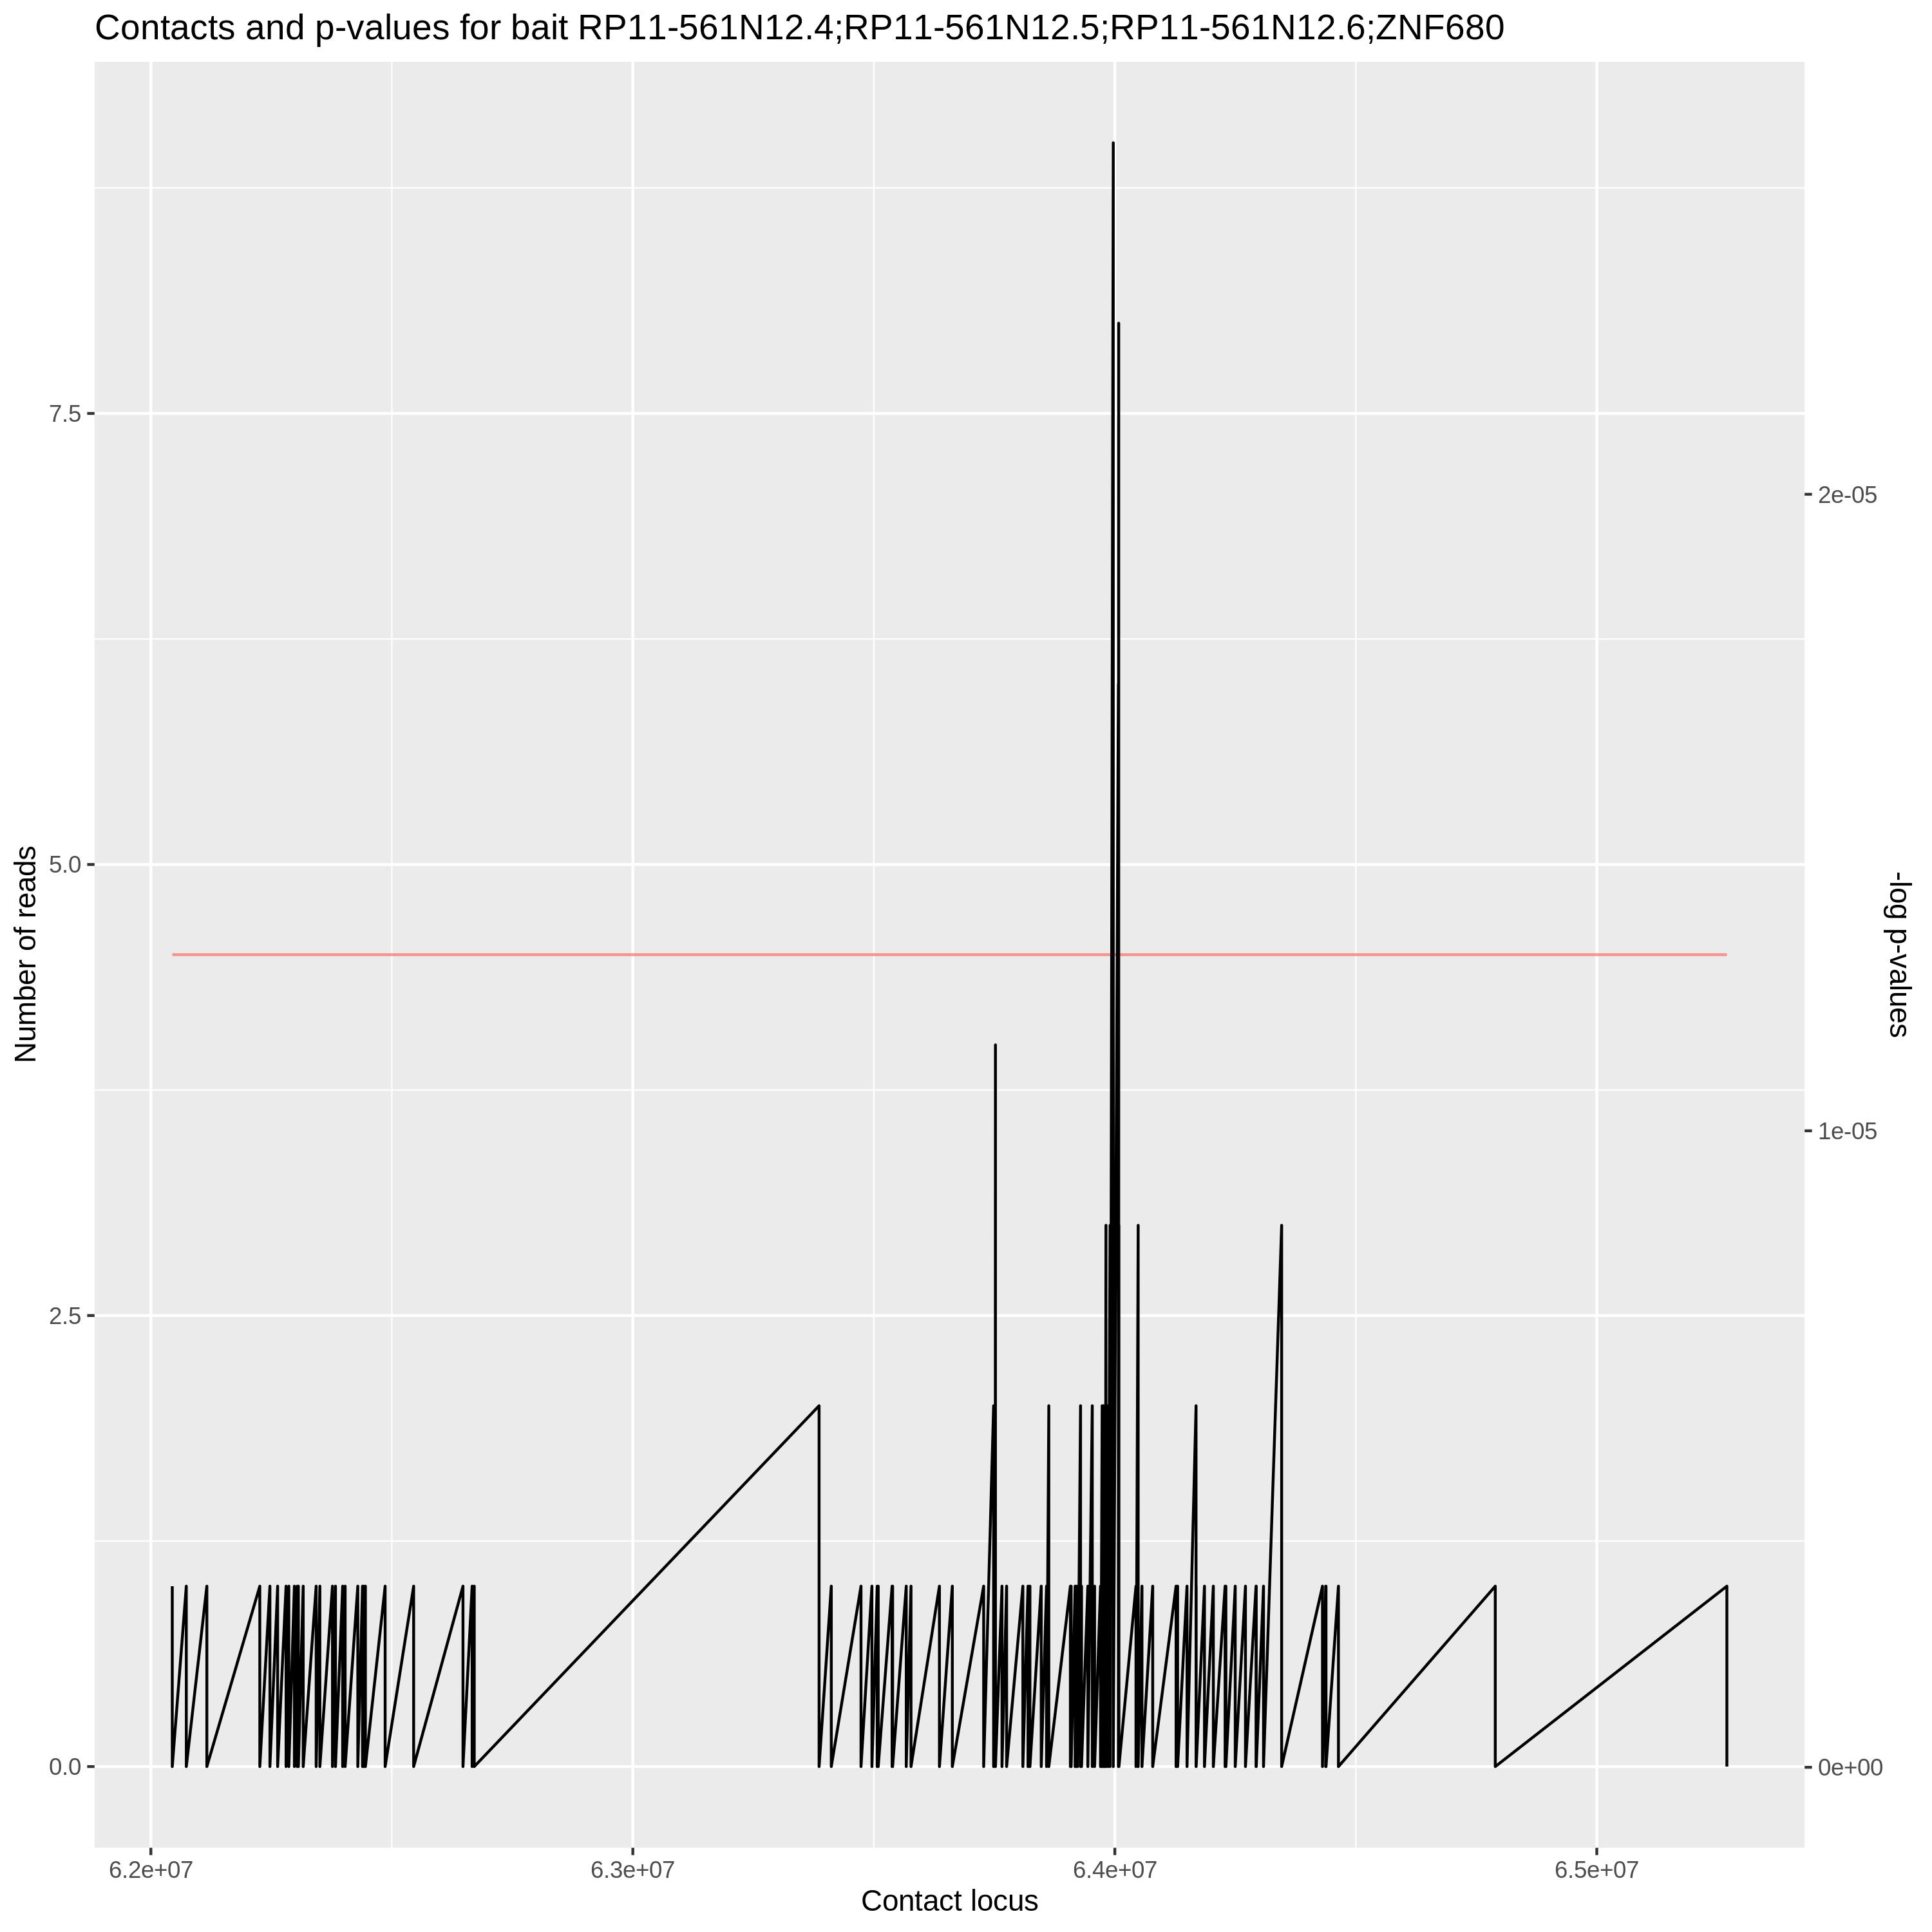 Contacts and p-values for bait RP11-561N12.4;RP11-561N12.5;RP11-561N12.6;ZNF680
Number of reads
7.5
5.0
2.5
0.0
2e-05
1e-05
0e+00
-log p-values
6.2e+07
6.3e+07
6.4e+07
6.5e+07
Contact locus